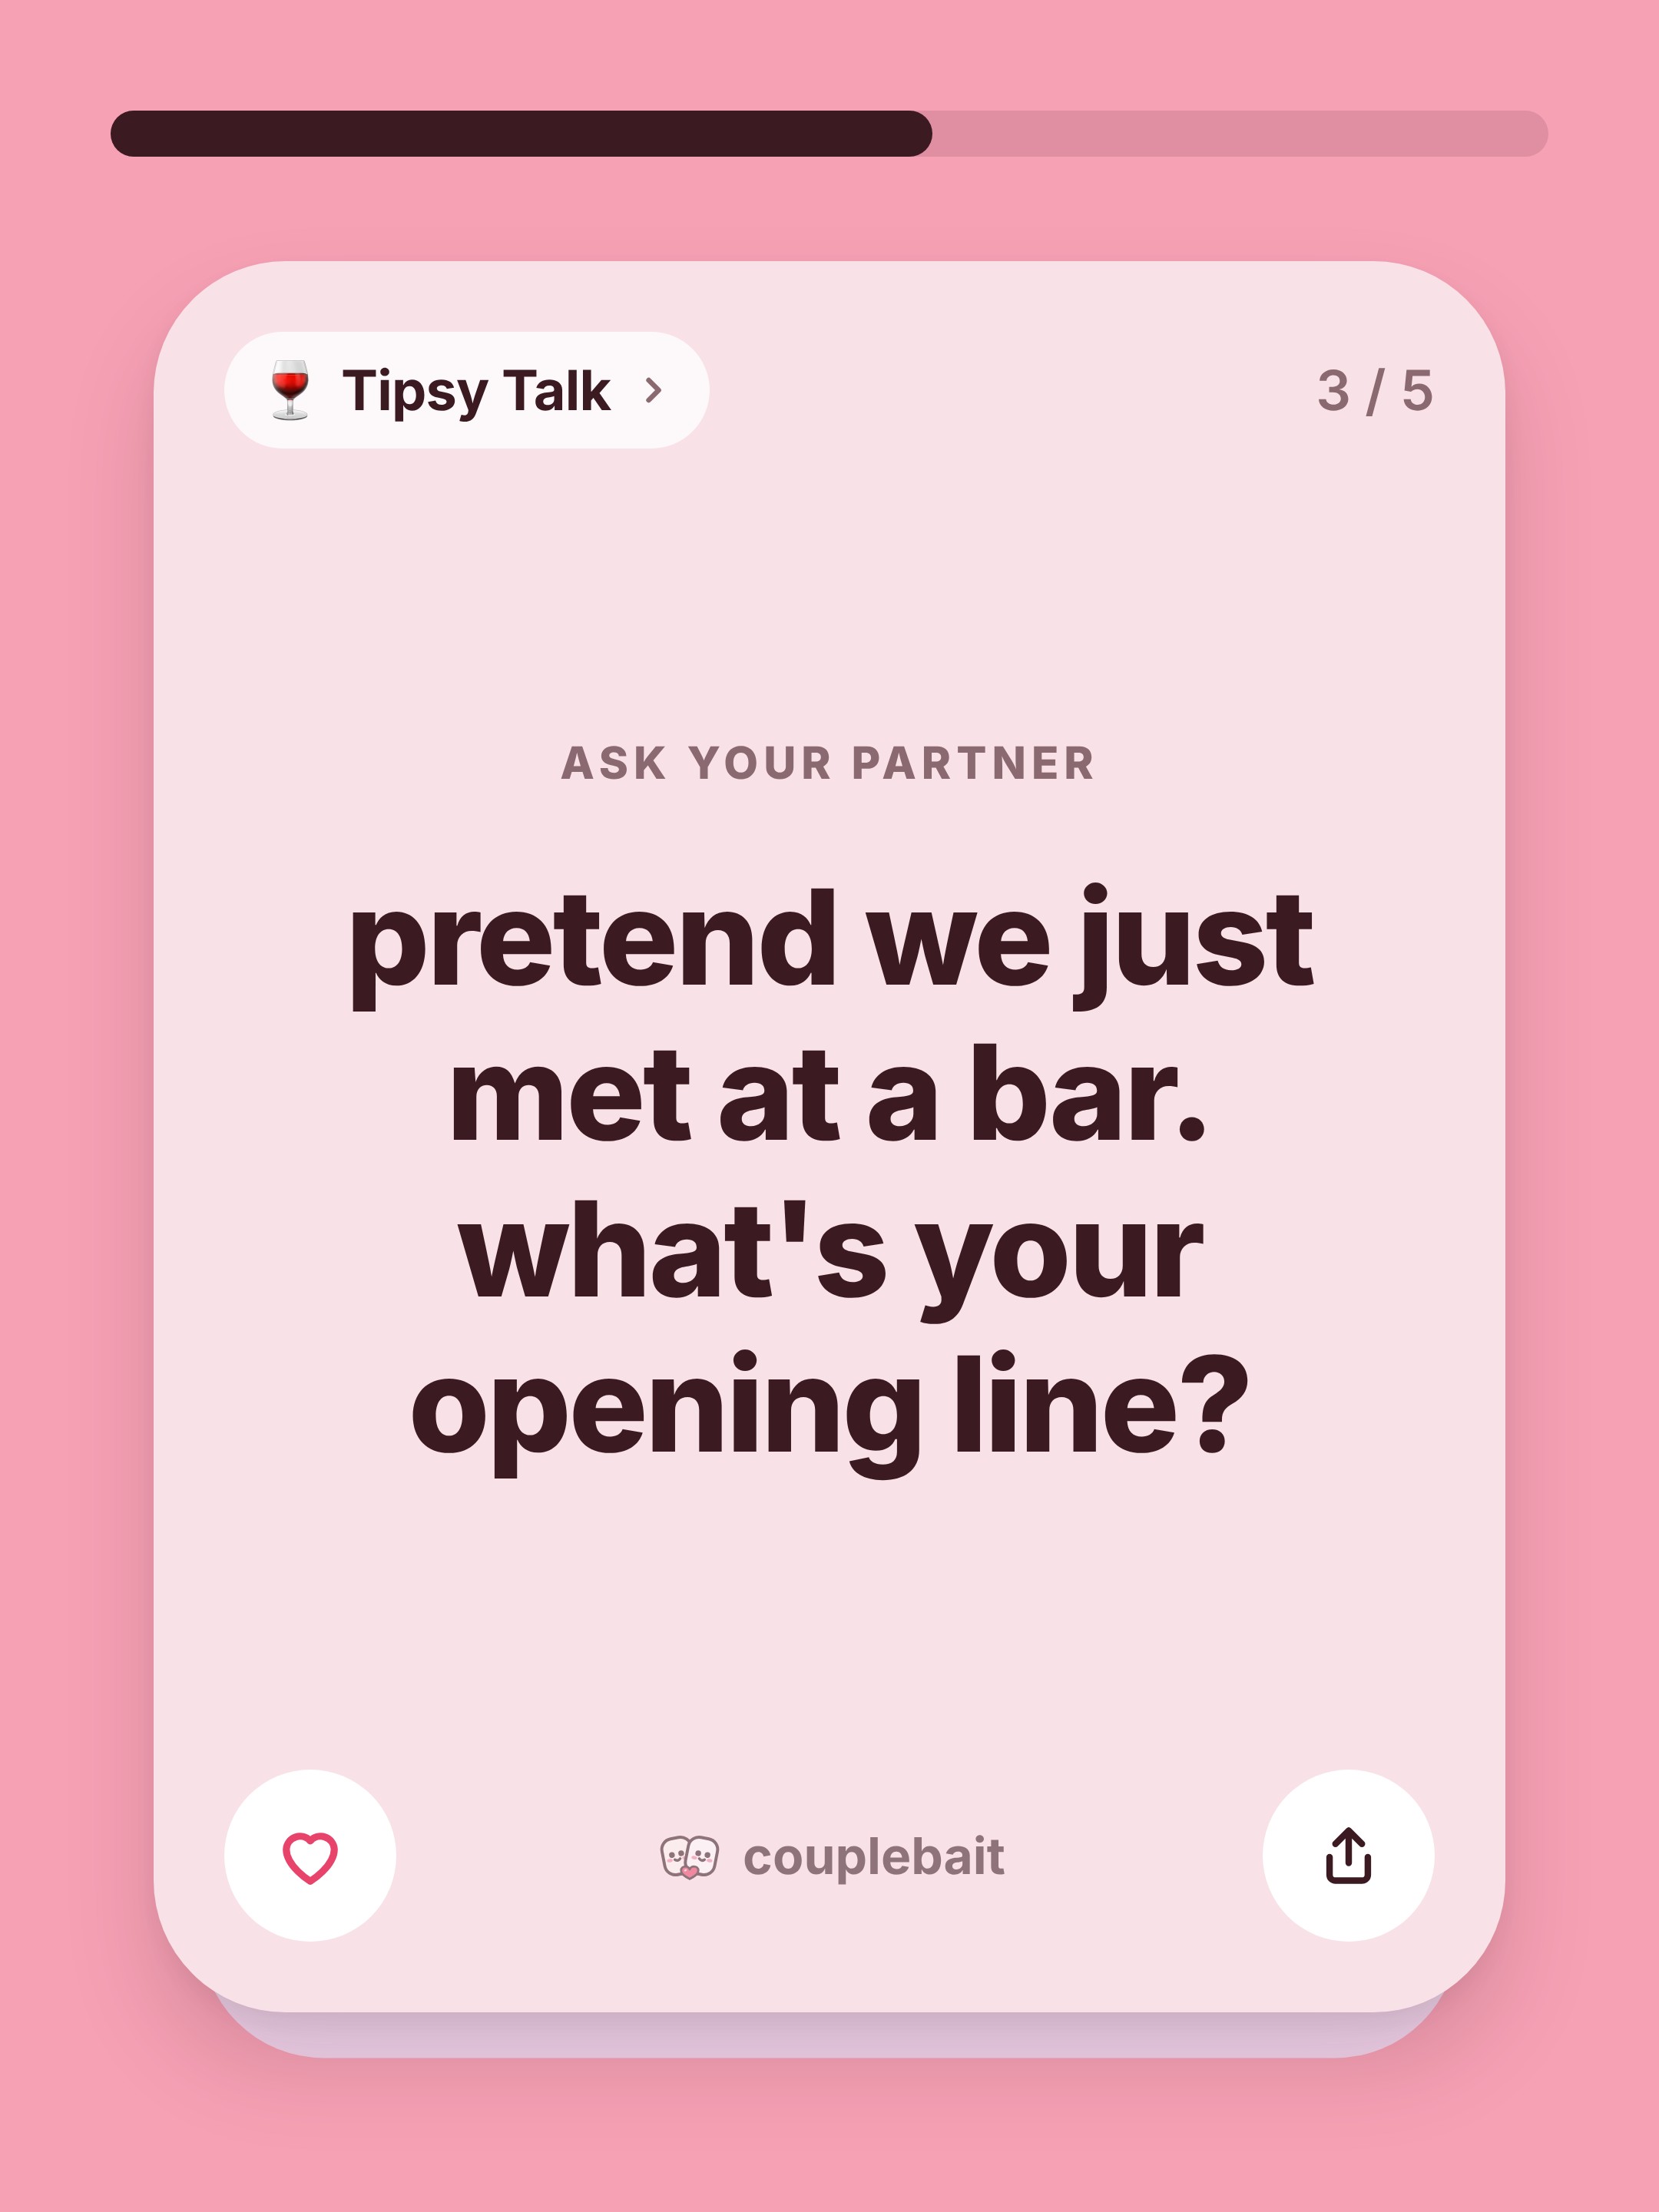 Tipsy Talk
3 / 5
ASK YOUR PARTNER
pretend we just
met at a bar.
what's your
opening line?
couplebait